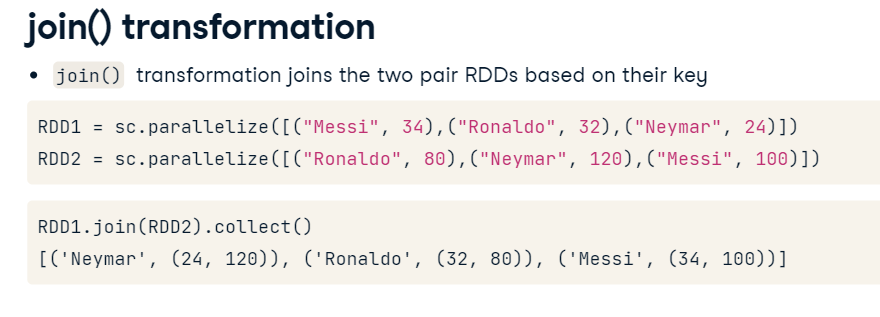 join() transformation
• join() transformation joins the two pair RDDs based on their key
RDD1 = sc.parallelize([("Messi", 34),("Ronaldo", 32),("Neymar", 24)])
RDD2 = sc.parallelize([("Ronaldo", 80),("Neymar", 120),("Messi", 100)])
RDD1.join(RDD2).collect()
[('Neymar', (24, 120)), ('Ronaldo', (32, 80)), ('Messi', (34, 100))]